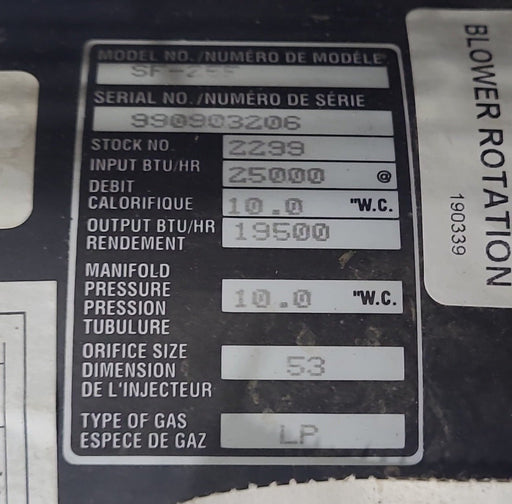 MODEL NO./NUMÉRO DE MODÈLE
SERIAL NO./NUMÉRO DE SÉRIE
990903206
STOCK NO. 2299
INPUT BTU/HR 25000 @
DEBIT
CALORIFIQUE 10.0 "W.C.
OUTPUT BTU/HR 19500
RENDEMENT
MANIFOLD
PRESSURE 10.0 "W.C.
PRESSION
TUBULURE
ORIFICE SIZE
DIMENSION 53
DE L'INJECTEUR
TYPE OF GAS
ESPECE DE GAZ LP
BLOWER ROTATION
190339